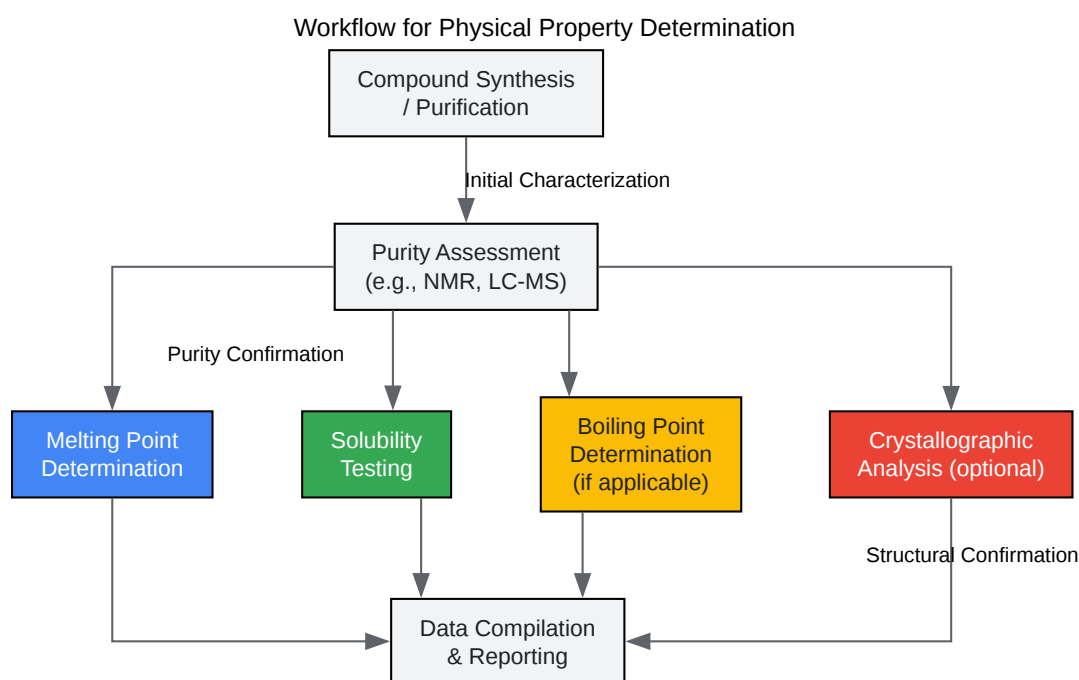 Workflow for Physical Property Determination
Compound Synthesis
/ Purification
Initial Characterization
Purity Assessment
(e.g., NMR, LC-MS)
Purity Confirmation
Melting Point
Determination
Solubility
Testing
Boiling Point
Determination
(if applicable)
Crystallographic
Analysis (optional)
Structural Confirmation
Data Compilation
& Reporting